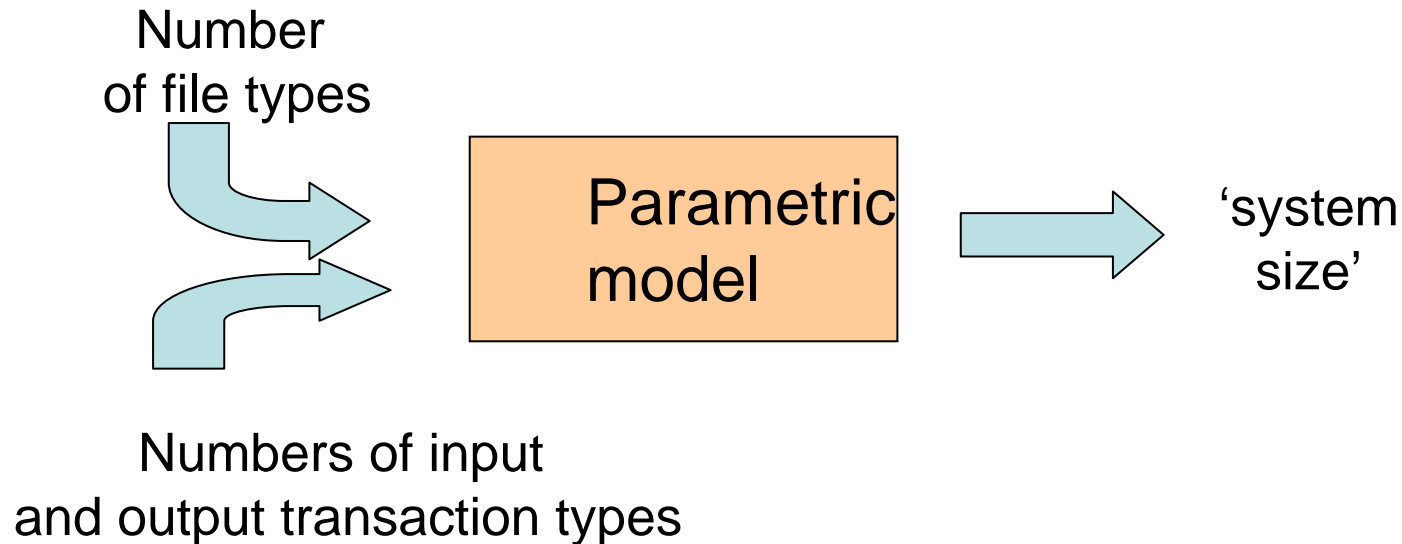 Number
of file types
Parametric
model
‘system
size’
Numbers of input
and output transaction types